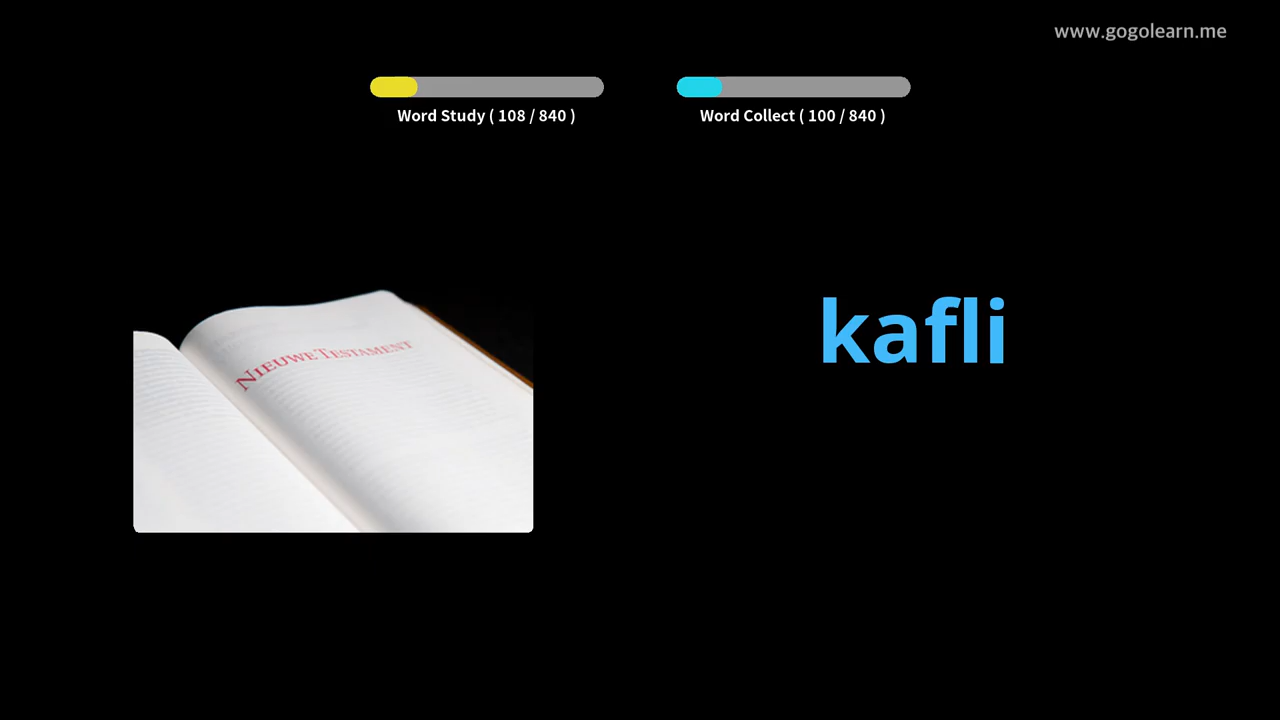 www.gogolearn.me
Word Study ( 108 / 840 )
Word Collect ( 100 / 840 )
NIEUWE TESTAMENT
kafli